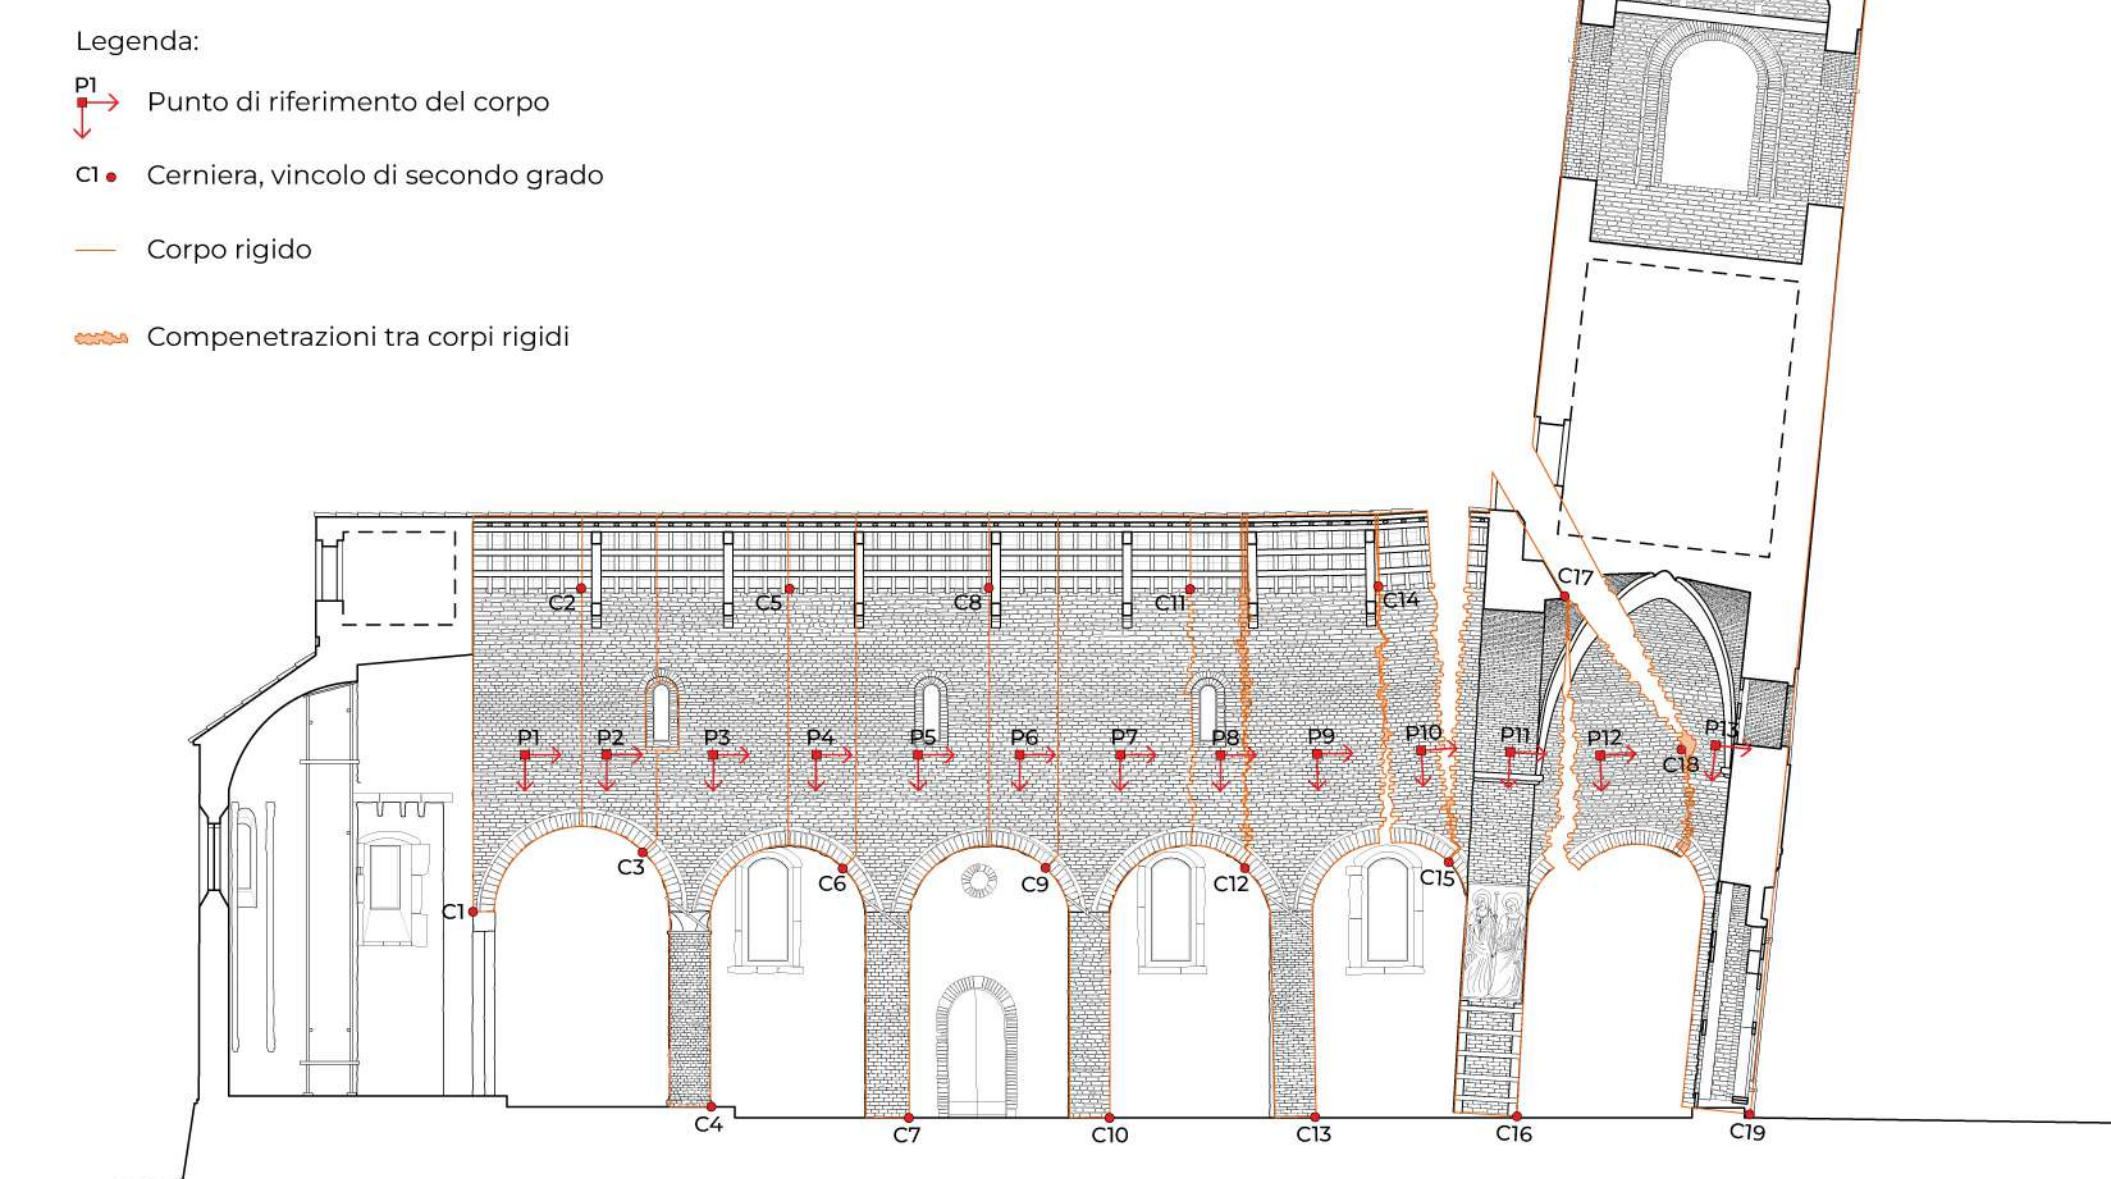 Legenda:
P1
Punto di riferimento del corpo
C1
Cerniera, vincolo di secondo grado
Corpo rigido
Compenetrazioni tra corpi rigidi
C17
C2
C5
C8
C11
C14
P1
P2
P3
P4
P5
P6
P7
P8
P9
P10
P11
P12
P13
C18
C3
C6
C9
C12
C15
C1
C4
C7
C10
C13
C16
C19